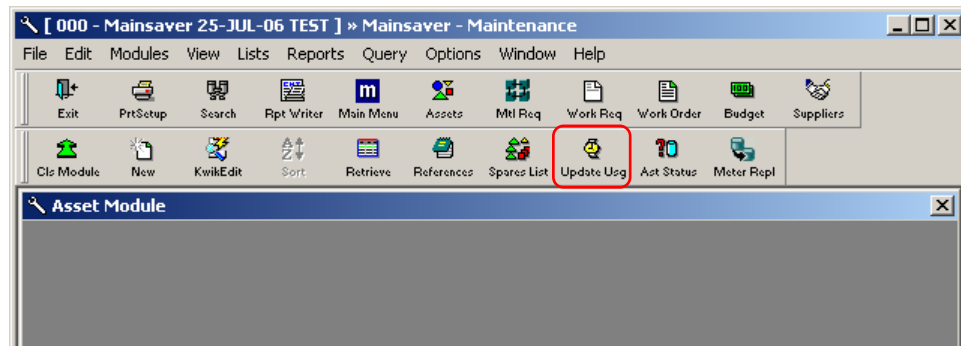 [ 000 - Mainsaver 25-JUL-06 TEST ] » Mainsaver - Maintenance
File Edit Modules View Lists Reports Query Options Window Help
Exit PrtSetup Search Rpt Writer Main Menu Assets Mtl Req Work Req Work Order Budget Suppliers
Cls Module New KwikEdit Sort Retrieve References Spares List Update Usg Ast Status Meter Repl
Asset Module